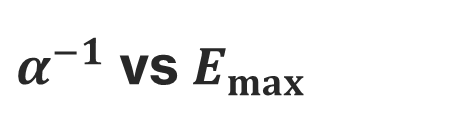 α⁻¹ vs E_max